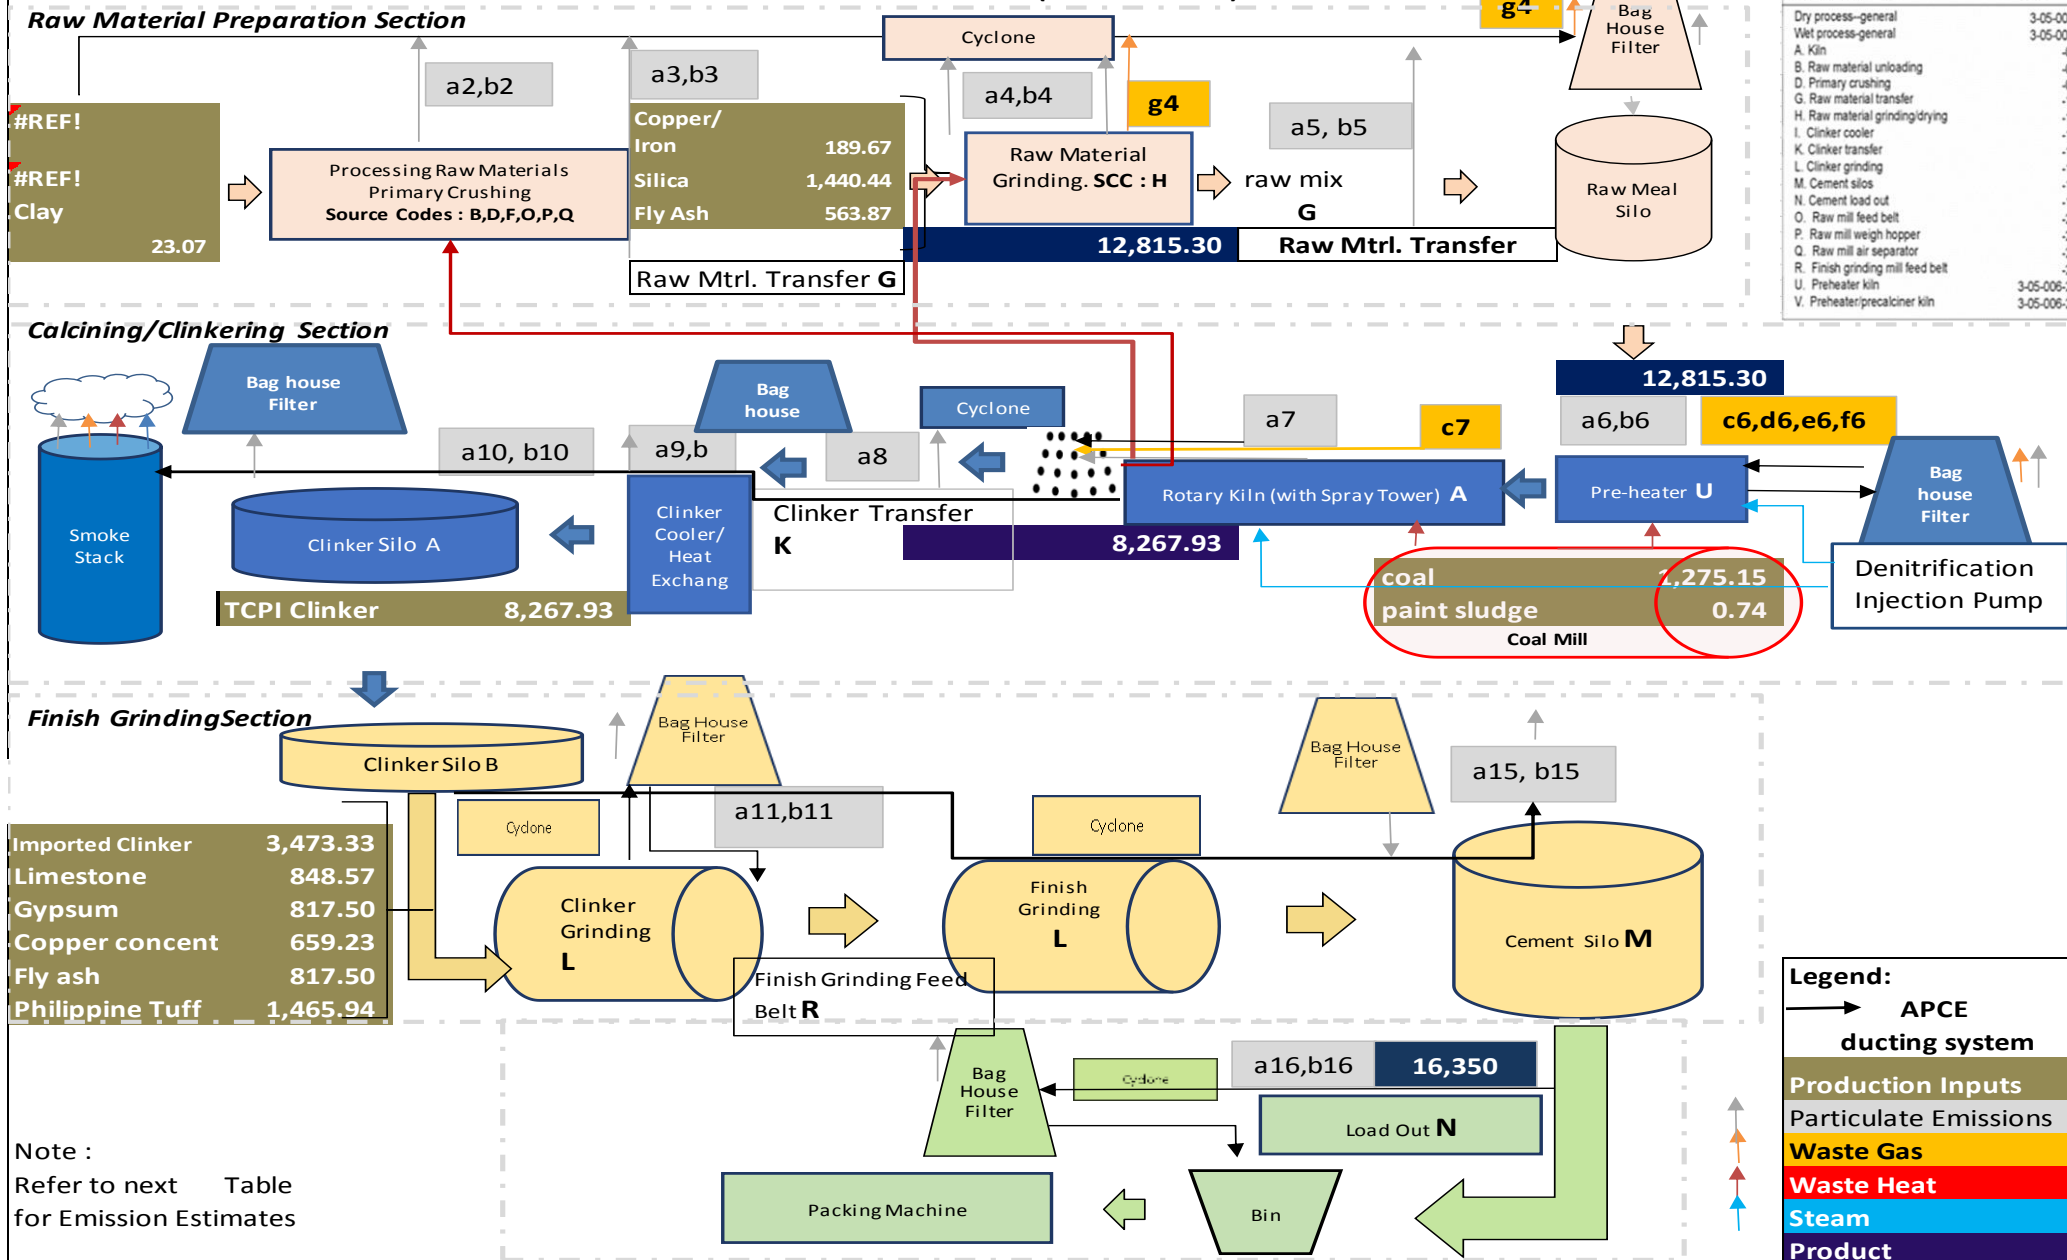 Raw Material Preparation Section
g4
Bag
House
Filter
Cyclone
a2,b2
a3,b3
a4,b4
g4
a5, b5
#REF!
#REF!
Clay
23.07
Processing Raw Materials
Primary Crushing
Source Codes : B,D,F,O,P,Q
Copper/
Iron 189.67
Silica 1,440.44
Fly Ash 563.87
Raw Mtrl. Transfer G
Raw Material
Grinding. SCC : H
12,815.30
raw mix
G
Raw Mtrl. Transfer
Raw Meal
Silo
Dry process--general 3-05-00
Wet process-general 3-05-00
A. Kiln
B. Raw material unloading
D. Primary crushing
G. Raw material transfer
H. Raw material grinding/drying
I. Clinker cooler
K. Clinker transfer
L. Clinker grinding
M. Cement silos
N. Cement load out
O. Raw mill feed belt
P. Raw mill weigh hopper
Q. Raw mill air separator
R. Finish grinding mill feed belt
U. Preheater kiln 3-05-006-
V. Preheater/precalciner kiln 3-05-006-
Calcining/Clinkering Section
Bag house
Filter
Bag
house
Cyclone
a10, b10
a9,b
a8
a7
c7
12,815.30
a6,b6
c6,d6,e6,f6
Smoke
Stack
Clinker Silo A
Clinker
Cooler/
Heat
Exchang
Clinker Transfer
K
Rotary Kiln (with Spray Tower) A
8,267.93
Pre-heater U
Bag
house
Filter
TCPI Clinker 8,267.93
coal 1,275.15
paint sludge 0.74
Coal Mill
Denitrification
Injection Pump
Finish GrindingSection
Clinker Silo B
Bag House
Filter
Bag House
Filter
a15, b15
Cyclone
a11,b11
Cyclone
Imported Clinker 3,473.33
Limestone 848.57
Gypsum 817.50
Copper concent 659.23
Fly ash 817.50
Philippine Tuff 1,465.94
Clinker
Grinding
L
Finish
Grinding
L
Cement Silo M
Finish Grinding Feed
Belt R
Bag
House
Filter
Cyclone
a16,b16
16,350
Load Out N
Packing Machine
Bin
Note :
Refer to next Table
for Emission Estimates
Legend:
APCE
ducting system
Production Inputs
Particulate Emissions
Waste Gas
Waste Heat
Steam
Product